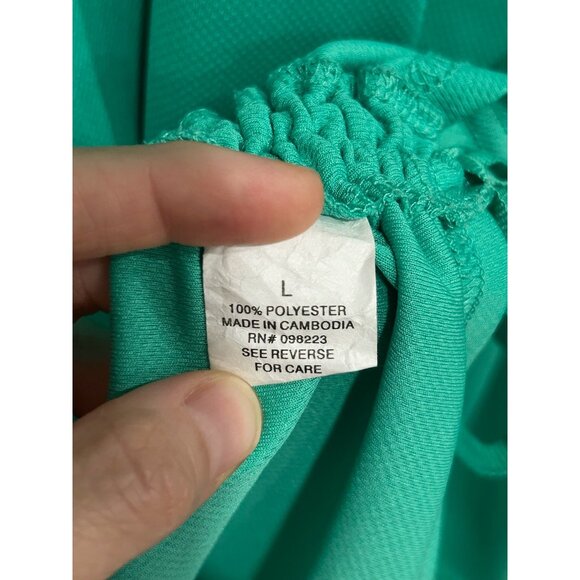 L
100% POLYESTER
MADE IN CAMBODIA
RN# 098223
SEE REVERSE
FOR CARE